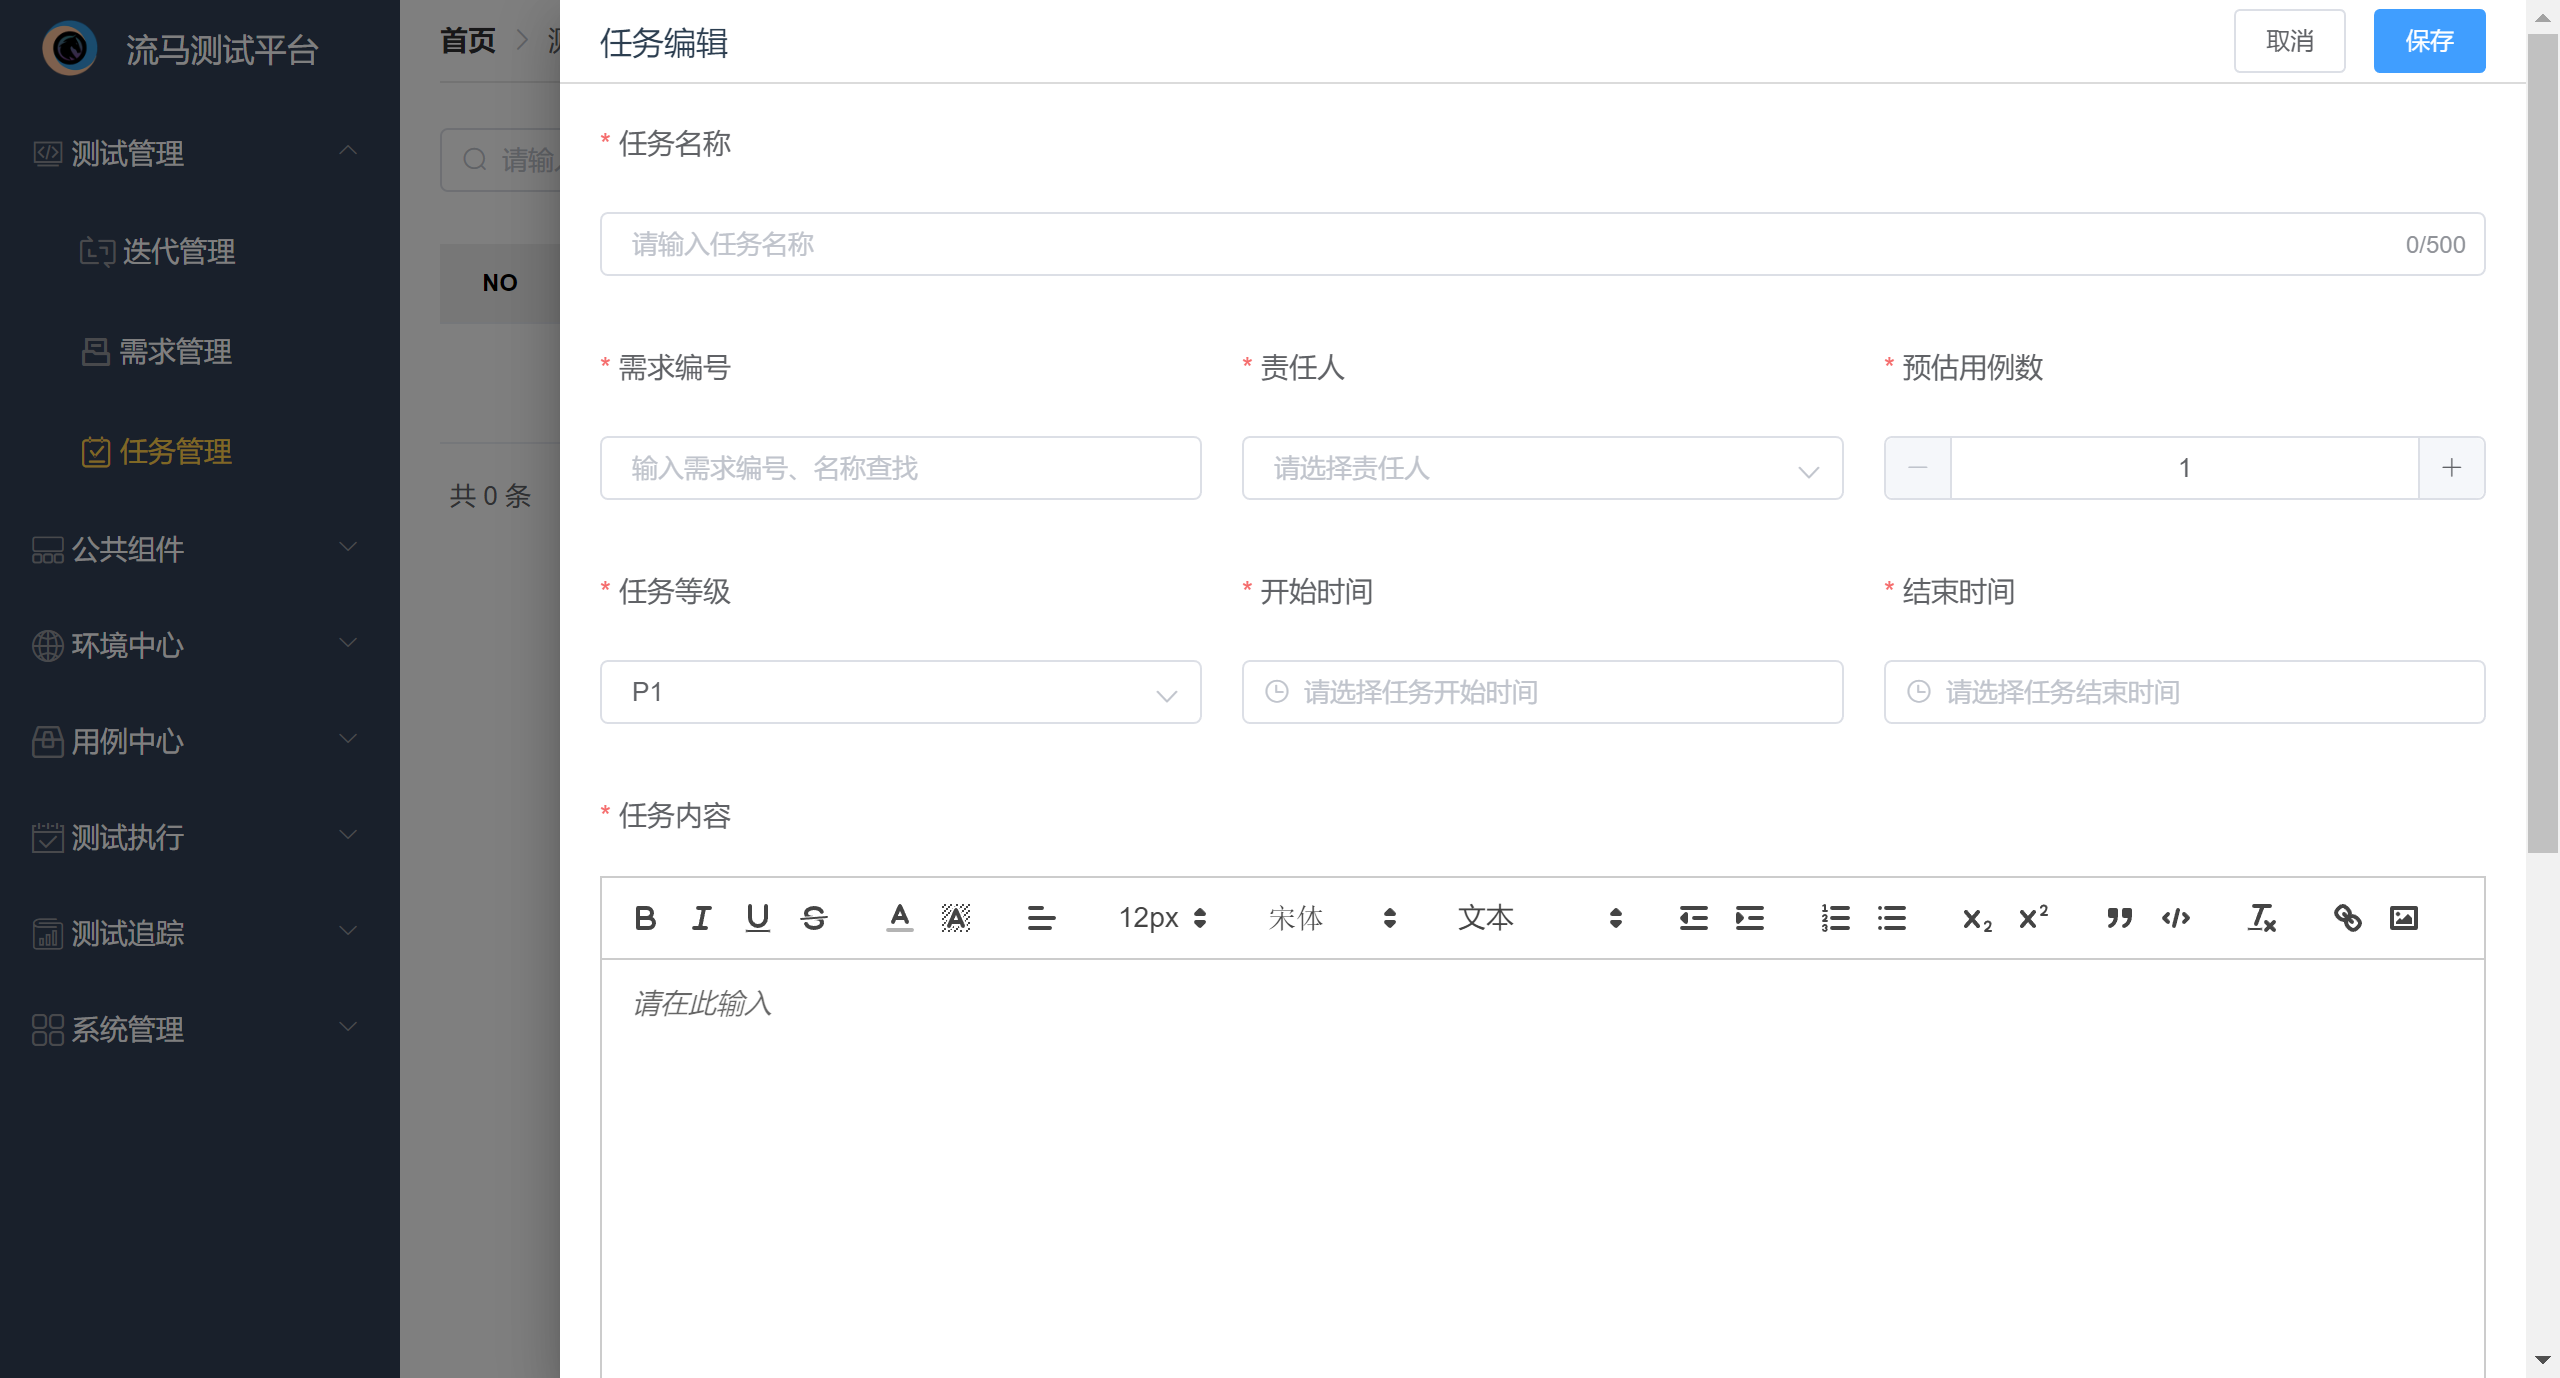 流马测试平台
测试管理
迭代管理
需求管理
任务管理
公共组件
环境中心
用例中心
测试执行
测试追踪
系统管理
首页
请输
NO
共 0 条
任务编辑
取消
保存
* 任务名称
请输入任务名称
0/500
* 需求编号
* 责任人
* 预估用例数
输入需求编号、名称查找
请选择责任人
1
* 任务等级
* 开始时间
* 结束时间
P1
请选择任务开始时间
请选择任务结束时间
* 任务内容
12px
宋体
文本
请在此输入